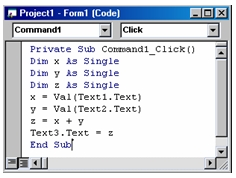 Project1 - Form1 (Code)
Command1 Click
Private Sub Command1_Click()
Dim x As Single
Dim y As Single
Dim z As Single
x = Val(Text1.Text)
y = Val(Text2.Text)
z = x + y
Text3.Text = z
End Sub